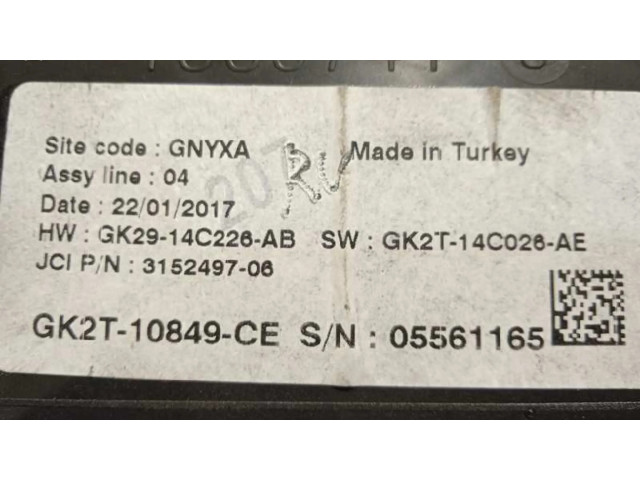 Site code : GNYXA Made in Turkey
Assy line : 04
Date : 22/01/2017
HW : GK29-14C226-AB SW : GK2T-14C026-AE
JCI P/N : 3152497-06
GK2T-10849-CE S/N : 05561165